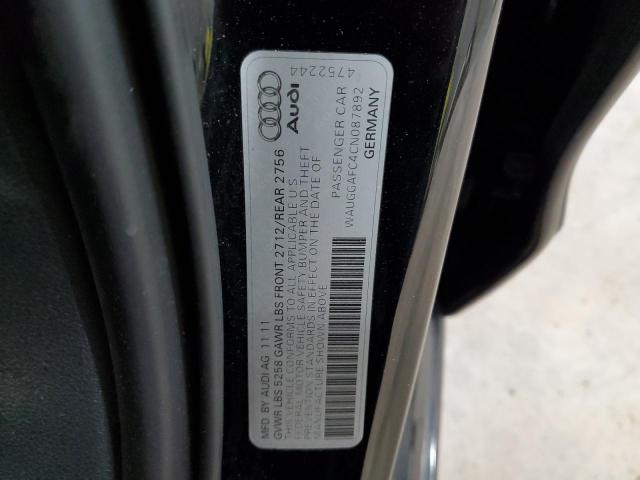 4752244
Audi
MFD BY AUDI AG 11 11
GVWR LBS 5258 GAWR LBS FRONT 2712/REAR 2756
THIS VEHICLE CONFORMS TO ALL APPLICABLE U S
FEDERAL MOTOR VEHICLE SAFETY BUMPER AND THEFT
PREVENTION STANDARDS IN EFFECT ON THE DATE OF
MANUFACTURE SHOWN ABOVE
PASSENGER CAR
WAUGGAFC4CN087892
GERMANY